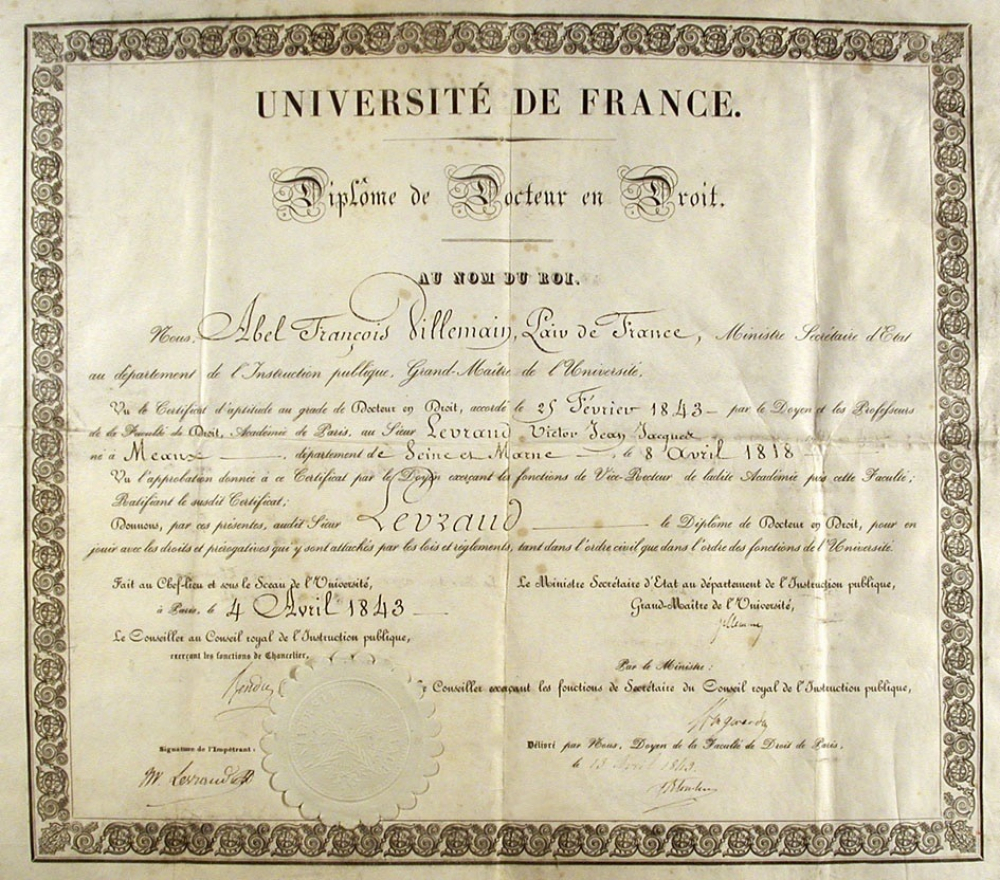 UNIVERSITÉ DE FRANCE.
Diplôme de Docteur en Droit.
AU NOM DU ROI.
Nous, Abel François Villemain, Pair de France, Ministre Secrétaire d'Etat
au département de l'Instruction publique, Grand-Maître de l'Université,
Vu le Certificat d'aptitude au grade de Docteur en Droit, accordé le 25 Février 1843 – par le Doyen et les Professeurs
de la Faculté de Droit, Académie de Paris, au Sieur Levraud Victor Jean Jacques
né à Meaux —, département de Seine et Marne —, le 8 Avril 1818 –
Vu l'approbation donnée à ce Certificat par le Doyen exerçant les fonctions de Vice-Recteur de ladite Académie près cette Faculté;
Ratifiant le susdit Certificat;
Donnons, par ces présentes, audit Sieur Levraud — le Diplôme de Docteur en Droit, pour en
jouir avec les droits et prérogatives qui y sont attachés par les lois et règlements, tant dans l'ordre civil que dans l'ordre des fonctions de l'Université.
Fait au Chef-lieu et sous le Sceau de l'Université,
à Paris, le 4 Avril 1843 —
Le Conseiller au Conseil royal de l'Instruction publique,
exerçant les fonctions de Chancelier,
Rendu
Signature de l'Impétrant:
Le Ministre Secrétaire d'Etat au département de l'Instruction publique,
Grand-Maître de l'Université,
Villemain
Par le Ministre:
Conseiller exerçant les fonctions de Secrétaire du Conseil royal de l'Instruction publique,
Délivré par Nous, Doyen de la Faculté de Droit de Paris,
le 13 Avril 1843.